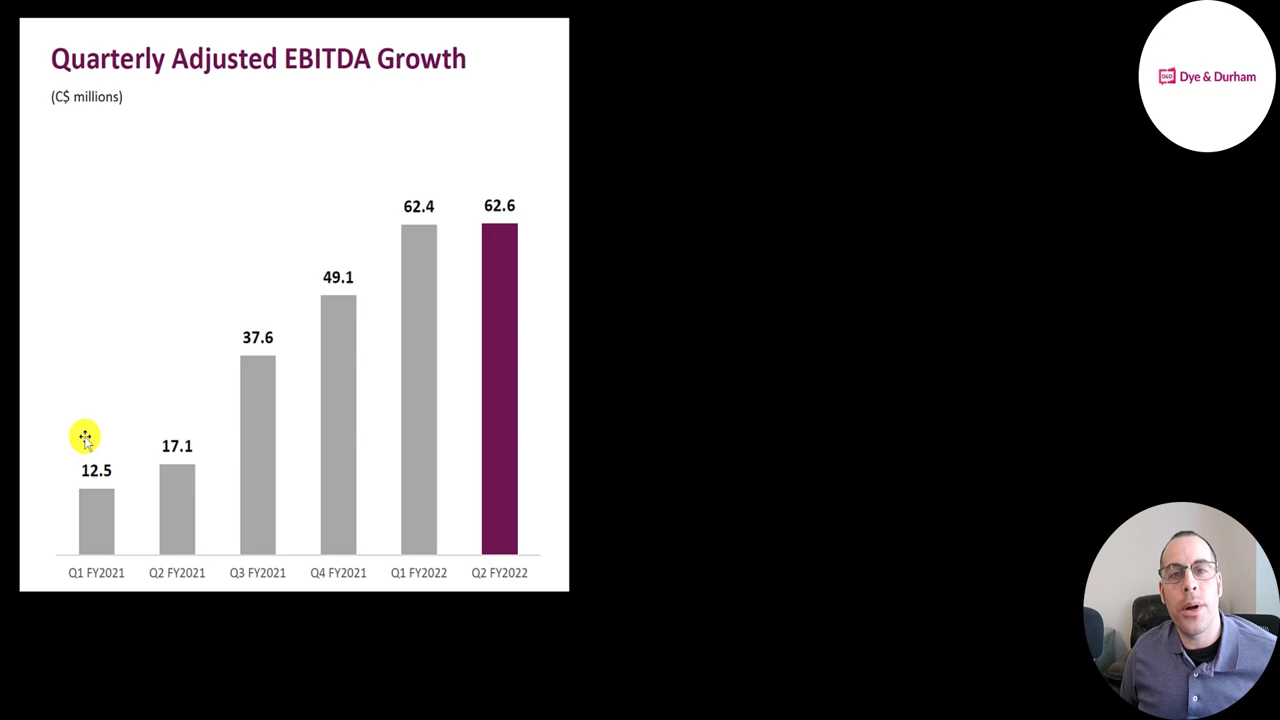 Quarterly Adjusted EBITDA Growth
(C$ millions)
12.5
17.1
37.6
49.1
62.4
62.6
Q1 FY2021
Q2 FY2021
Q3 FY2021
Q4 FY2021
Q1 FY2022
Q2 FY2022
D&D Dye & Durham